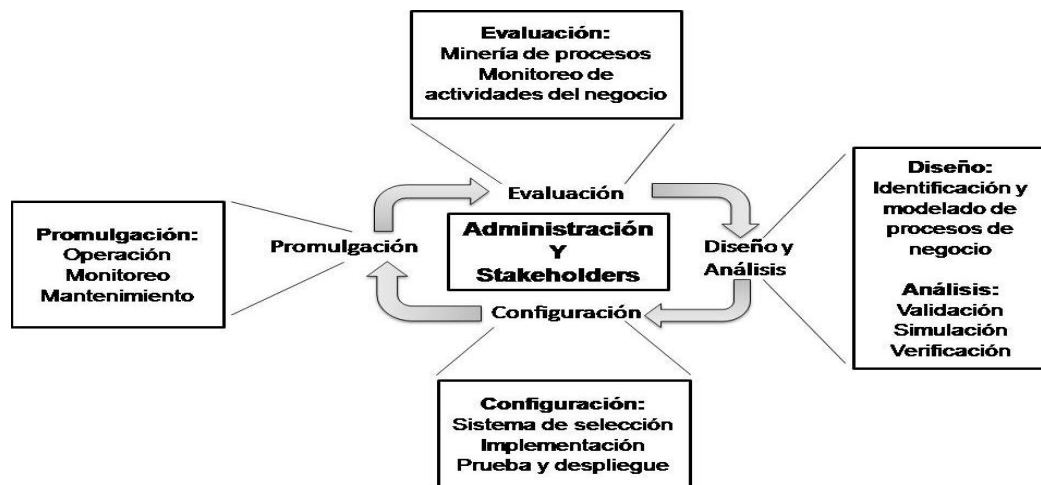 Evaluación:
Minería de procesos
Monitoreo de
actividades del negocio
Evaluación
Promulgación:
Operación
Monitoreo
Mantenimiento
Promulgación
Administración
Y
Stakeholders
Diseño y
Análisis
Diseño:
Identificación y
modelado de
procesos de
negocio
Análisis:
Validación
Simulación
Verificación
Configuración
Configuración:
Sistema de selección
Implementación
Prueba y despliegue